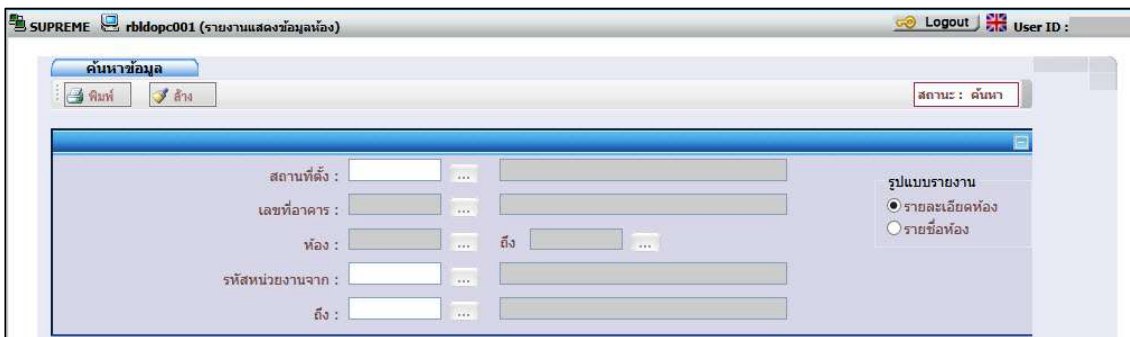 SUPREME rbldopc001 (รายงานแสดงข้อมูลห้อง) Logout User ID :
ค้นหาข้อมูล
พิมพ์ ล้าง สถานะ : ค้นหา
สถานที่ตั้ง : ...
รูปแบบรายงาน
เลขที่อาคาร : ... รายละเอียดห้อง
ห้อง : ... ถึง ... รายชื่อห้อง
รหัสหน่วยงานจาก : ...
ถึง : ...